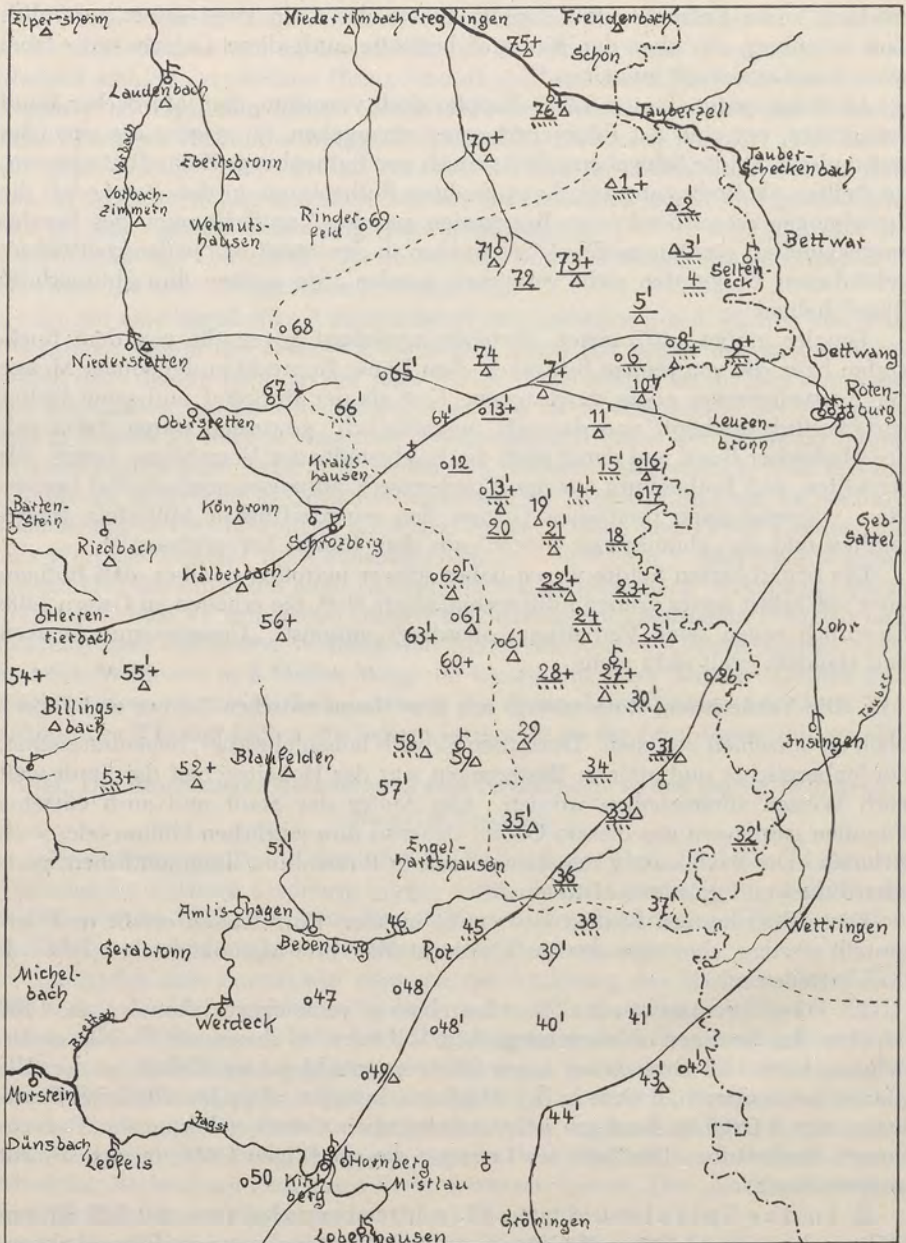 Elpersheim Niederrimbach Creglingen Freudenbach
75+
Schön
Laudenbach
76'
Tauberzell
Vorbach
70+
Ebertsbronn
Tauber-
Scheckenbach
1'+
Vorbach-
zimmern
2
Rinder-
feld
69
Wermuts-
hausen
Bettwar
3'
71
73+'
Selten-
eck
72
4
5'
68
8'+
9+
Niederstetten
74
6
Dettwang
65'
7'
67
10'
Roten-
burg
66'
13+
Oberstetten
64'
11'
Leuzen-
bronn
Krails-
hausen
12
15'
16'
Barten-
stein
Könbronn
13'+
14'+
17
19'
Geb-
sattel
Schrozberg
20
21'
18
Riedbach
Kälberbach
62'
22'+
23+
Herren-
tierbach
56+
61
24
63'+
61'
25'
Lohr
54+
55'+
60+
28+
27+
26'
Tauber
30'
Billings-
bach
58
29
31
Insingen
52+
Blaufelden
59
53+
57'
34'
35'
33
51'
Engel-
hartshausen
32'
36
Amlishagen
46
37'
Bebenburg
45
38
Gerabronn
Rot
39'
Wettringen
Michel-
bach
47
48
Werdeck
Brettach
48'
40'
41'
49
43
42'
Morstein
44'
Dünsbach
Jagst
Leofels
Hornberg
50
Kirch-
berg
Mistlau
Gröningen
Lobenhausen